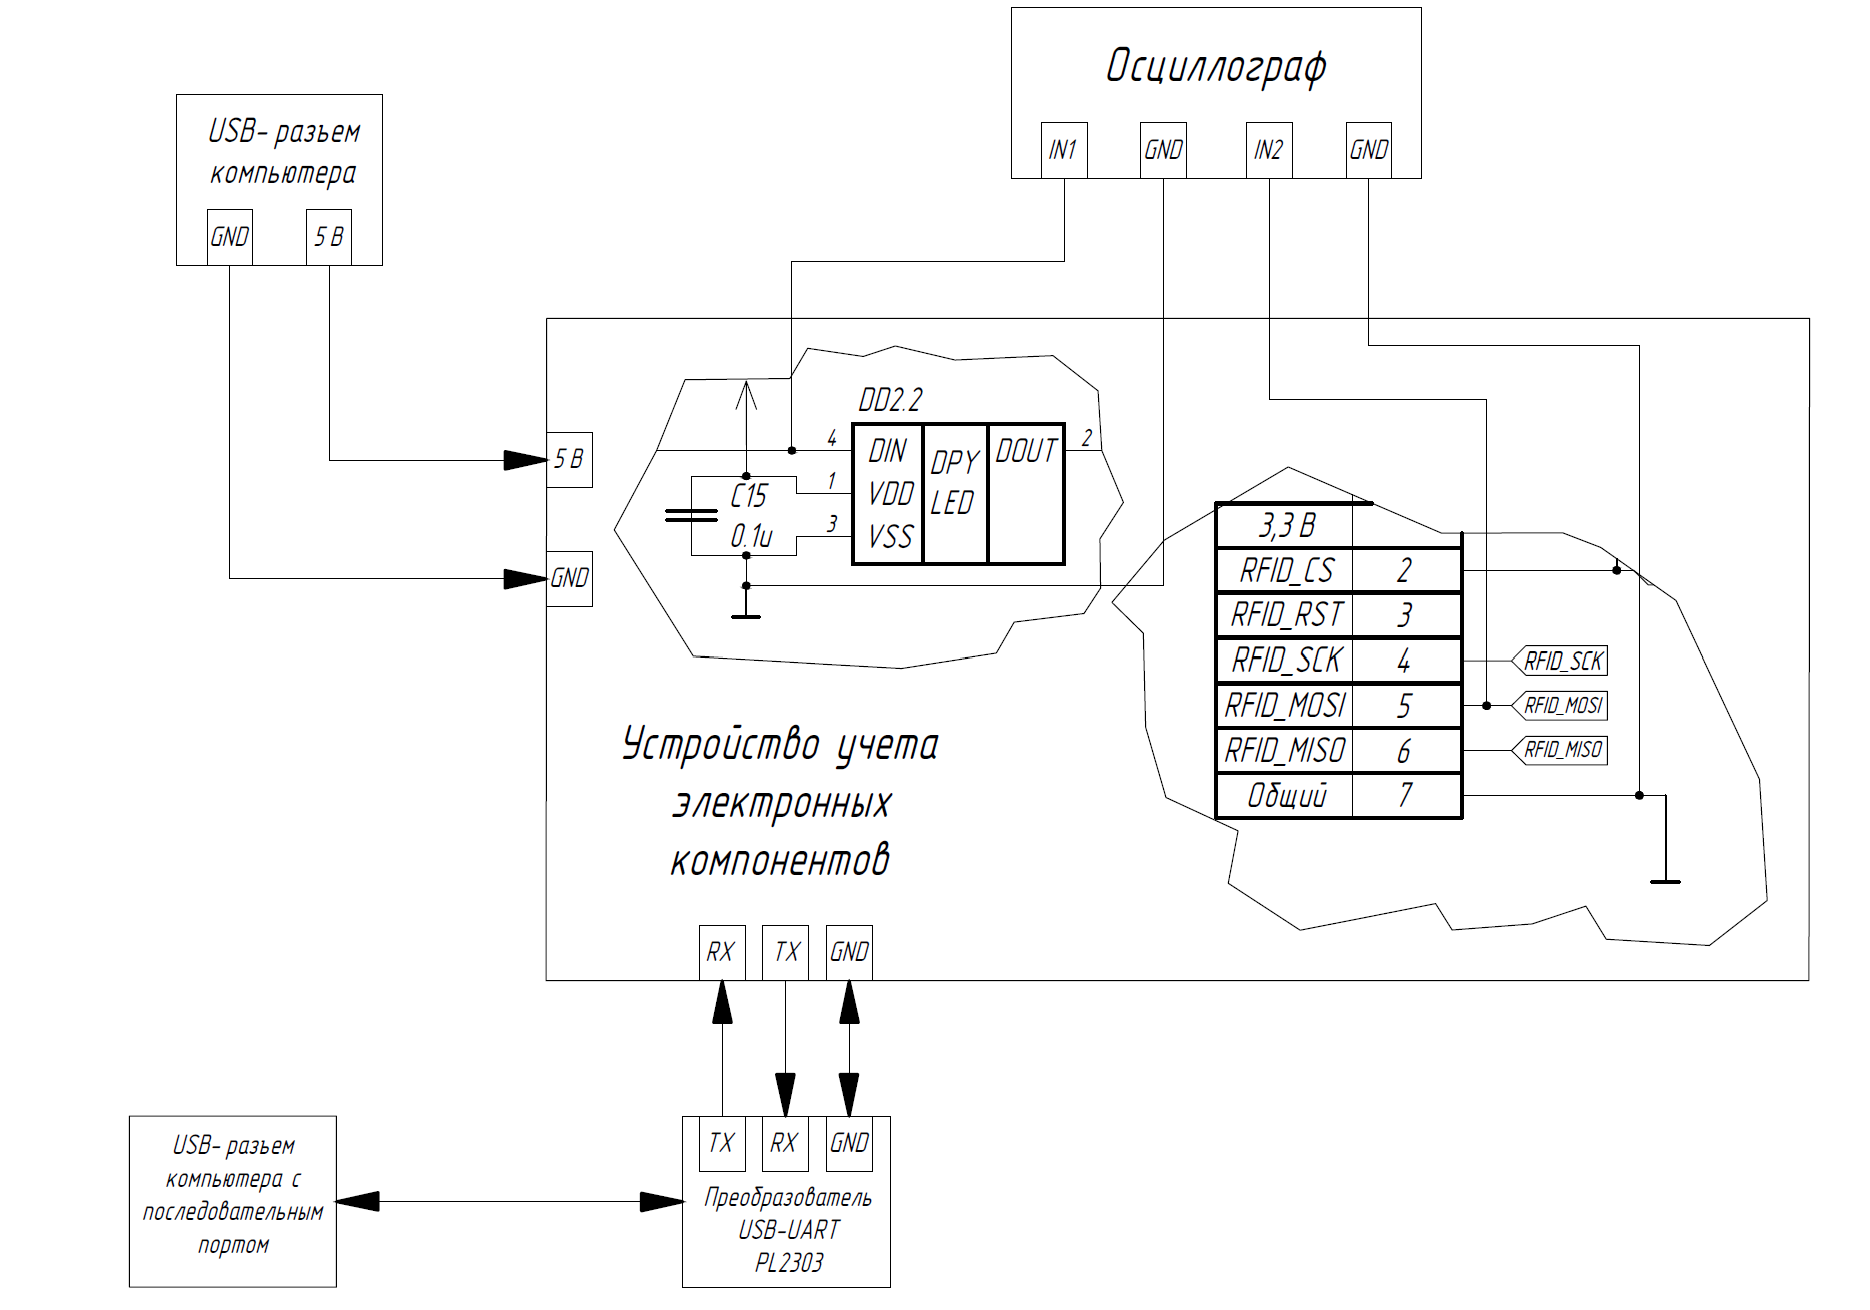 Осциллограф
IN1
GND
IN2
GND
USB- разъем
компьютера
GND
5 В
5 В
GND
DD2.2
4
DIN
DPY
LED
DOUT
2
1
VDD
3
VSS
C15
0.1u
3,3 В
RFID_CS
2
RFID_RST
3
RFID_SCK
4
RFID_SCK
RFID_MOSI
5
RFID_MOSI
RFID_MISO
6
RFID_MISO
Общий
7
Устройство учета
электронных
компонентов
RX
TX
GND
TX
RX
GND
Преобразователь
USB-UART
PL2303
USB- разъем
компьютера с
последовательным
портом